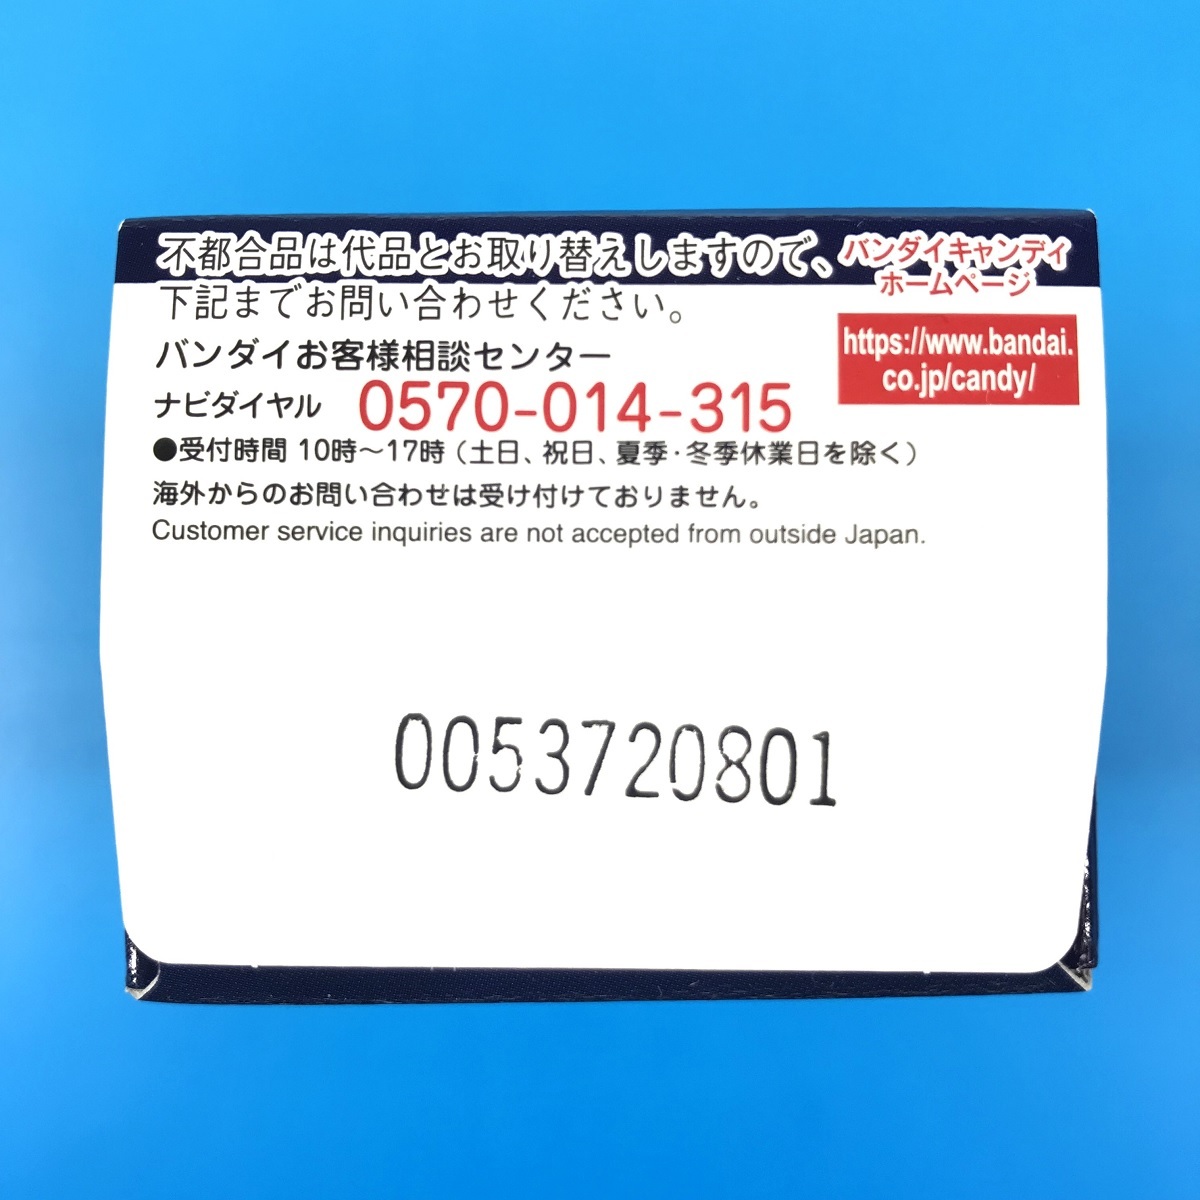 不都合品は代品とお取り替えしますので、
下記までお問い合わせください。
バンダイお客様相談センター
ナビダイヤル 0570-014-315
●受付時間 10時～17時（土日、祝日、夏季・冬季休業日を除く）
海外からのお問い合わせは受け付けておりません。
Customer service inquiries are not accepted from outside Japan.
バンダイキャンディ
ホームページ
https://www.bandai.
co.jp/candy/
0053720801